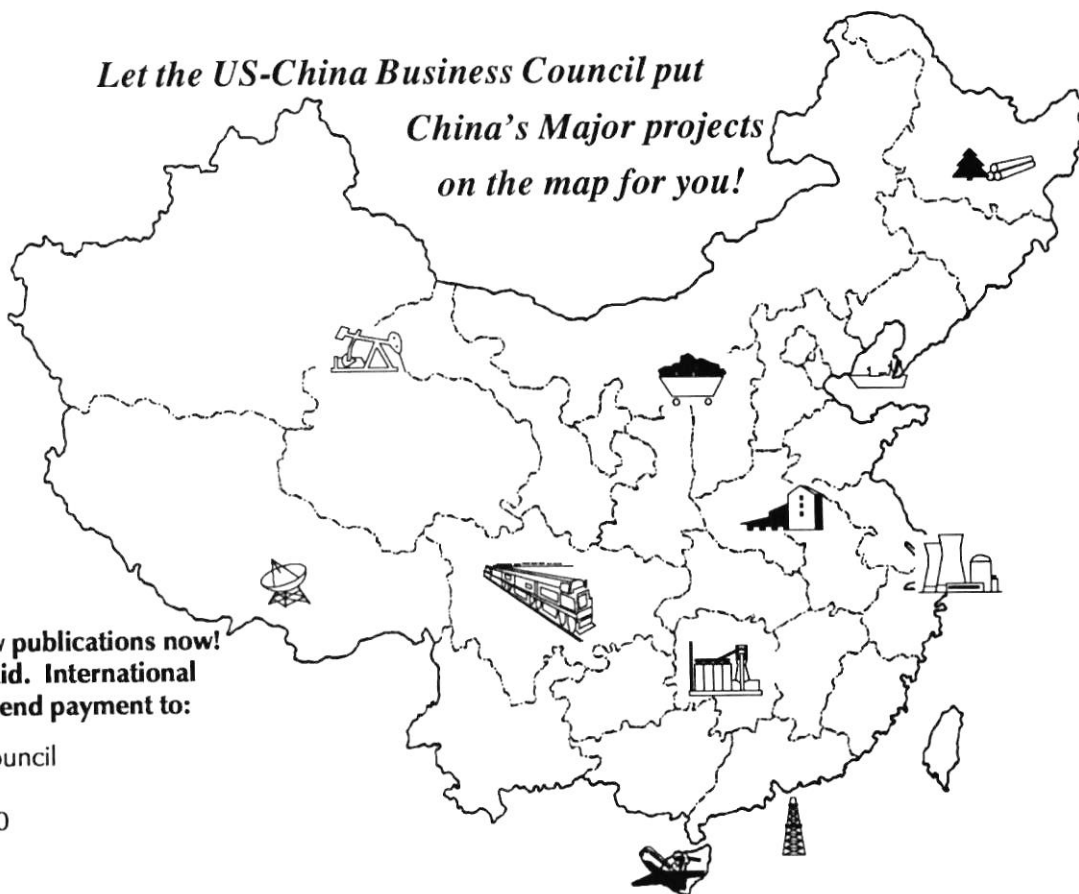 Let the US-China Business Council put
China's Major projects
on the map for you!
publications now!
id. International
end payment to:
ouncil
0